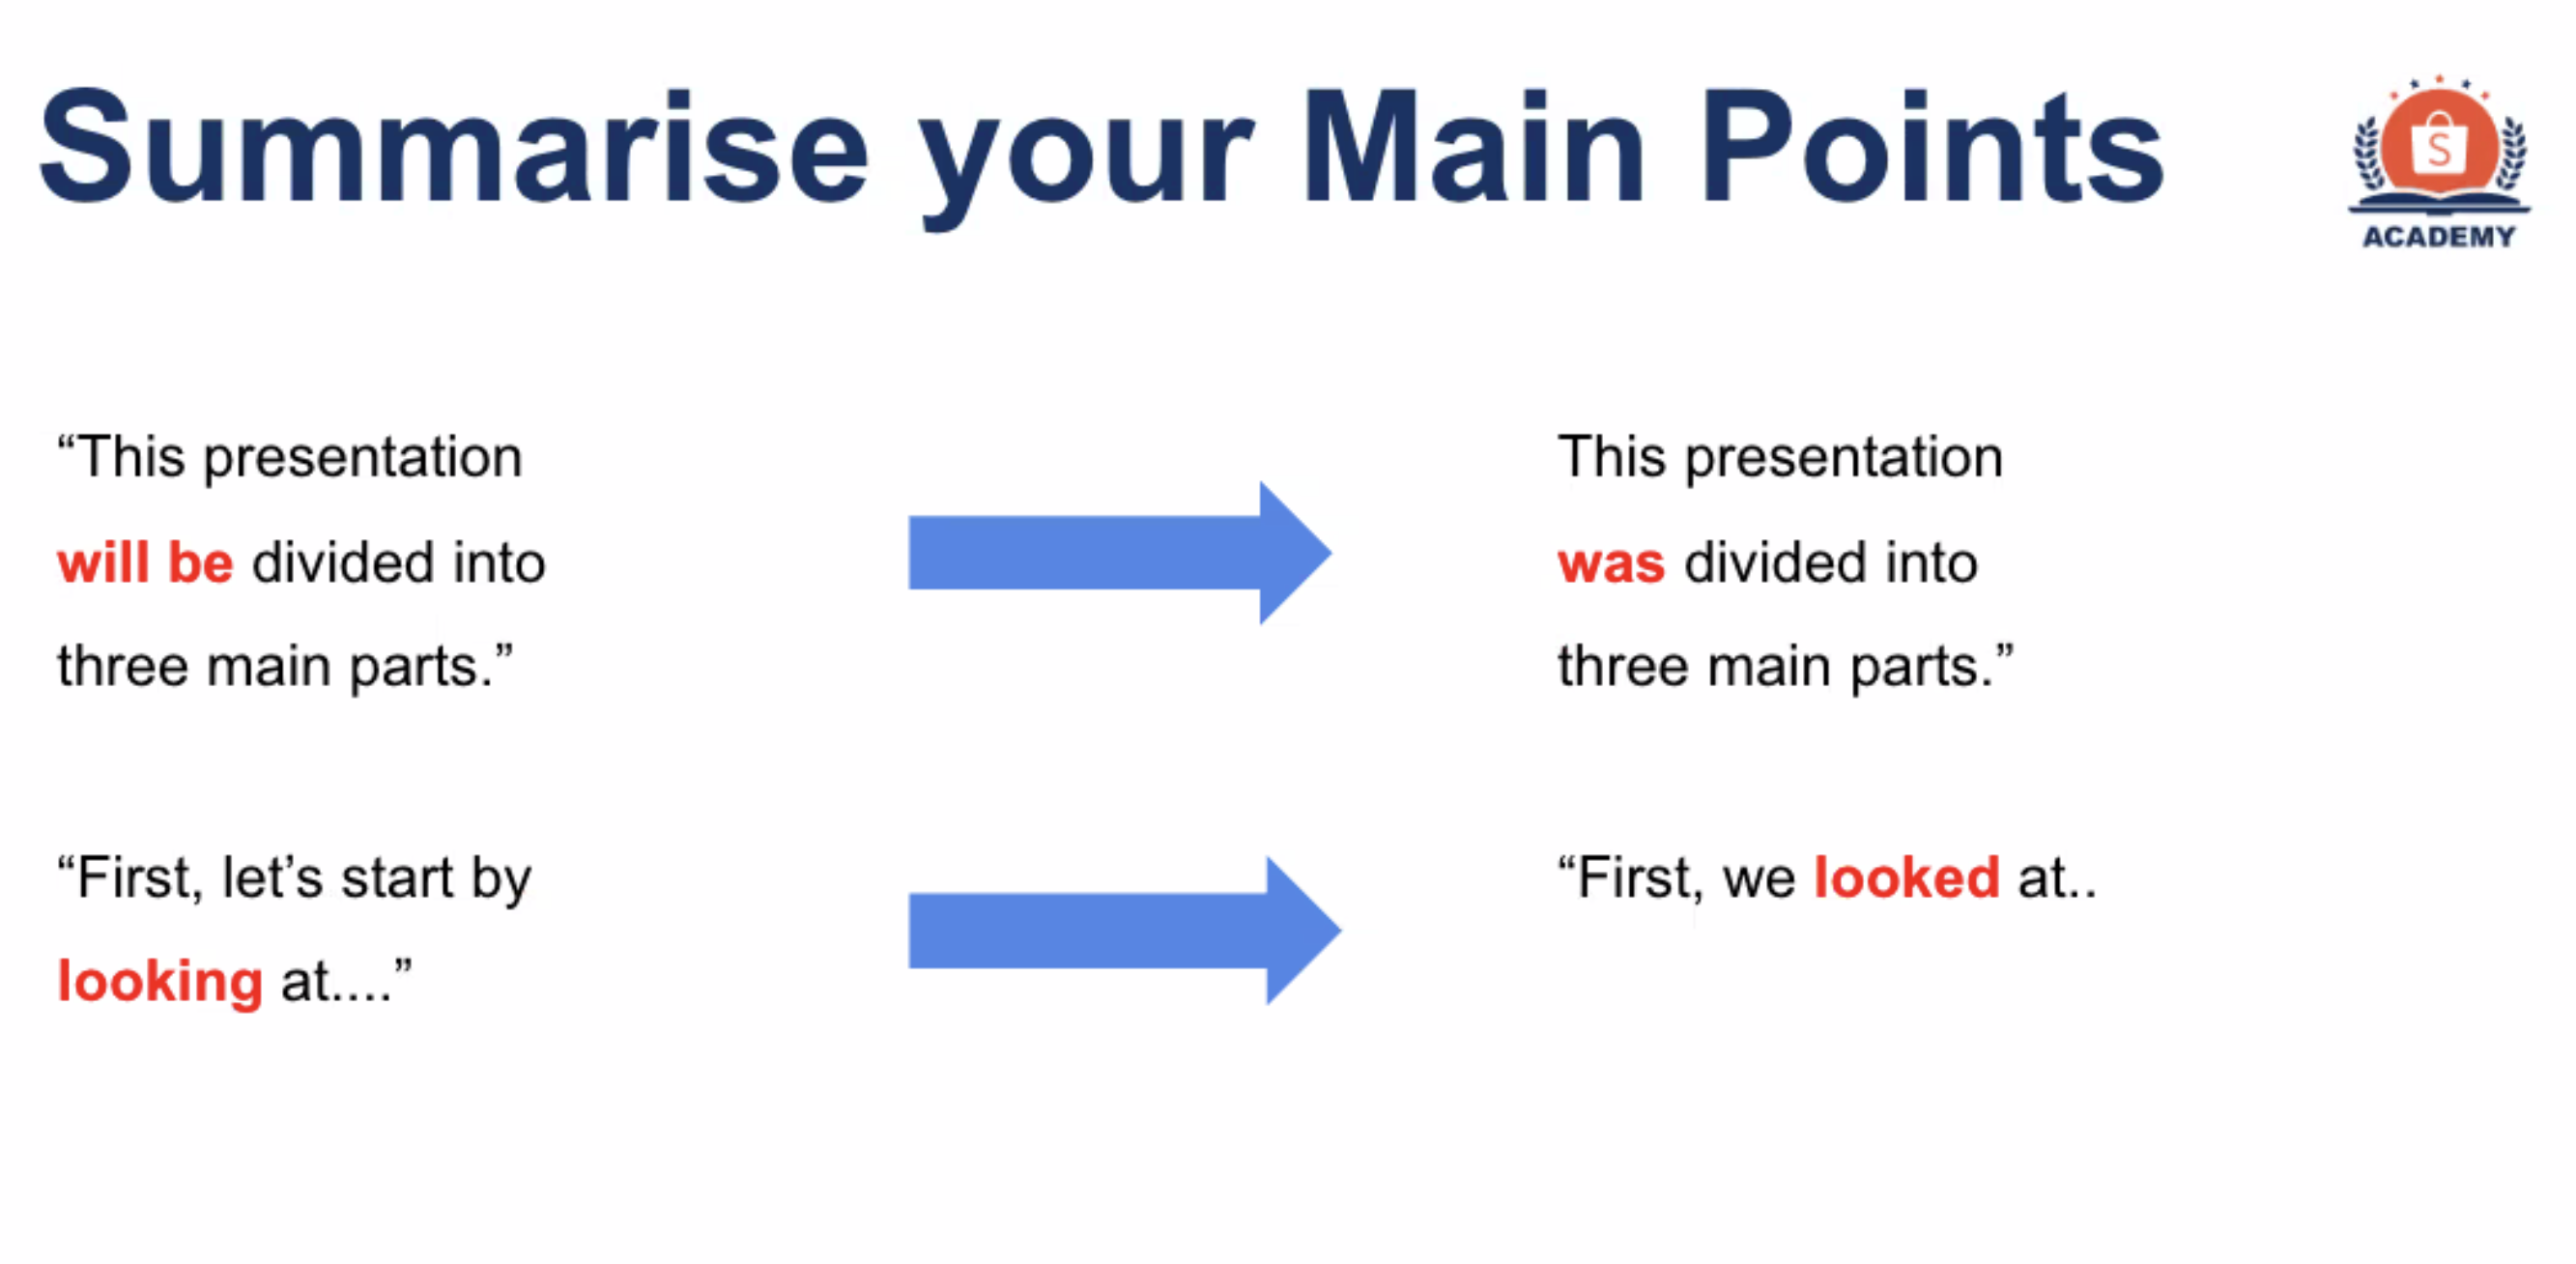 Summarise your Main Points
S
ACADEMY
“This presentation
will be divided into
three main parts.”
This presentation
was divided into
three main parts.”
“First, let’s start by
looking at....”
“First, we looked at..